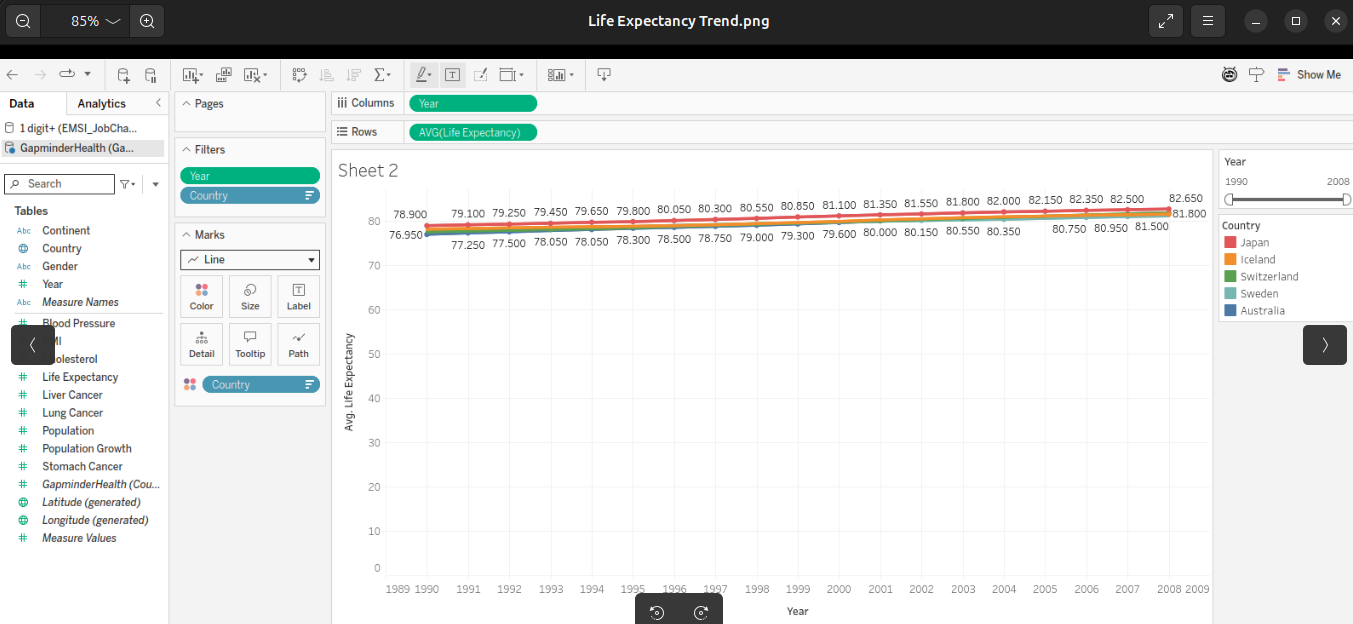 85%
Life Expectancy Trend.png
Show Me
Data
Analytics
1 digit+ (EMSI_JobCha...
GapminderHealth (Ga...
Search
Tables
Abc Continent
Country
Abc Gender
Year
Abc Measure Names
Blood Pressure
Life Expectancy
Liver Cancer
Lung Cancer
Population
Population Growth
Stomach Cancer
GapminderHealth (Cou...
Latitude (generated)
Longitude (generated)
Measure Values
Pages
Filters
Year
Country
Marks
Line
Color
Size
Label
Detail
Tooltip
Path
Country
Columns
Year
Rows
AVG(Life Expectancy)
Sheet 2
78.900 79.100 79.250 79.450 79.650 79.800 80.050 80.300 80.550 80.850 81.100 81.350 81.550 81.800 82.000 82.150 82.350 82.500 82.650
76.950 77.250 77.500 78.050 78.050 78.300 78.500 78.750 79.000 79.300 79.600 80.000 80.150 80.550 80.350 80.750 80.950 81.500 81.800
80
70
60
50
40
30
20
10
0
Avg. Life Expectancy
1989 1990 1991 1992 1993 1994 1995 1996 1997 1998 1999 2000 2001 2002 2003 2004 2005 2006 2007 2008 2009
Year
Year
1990 2008
Country
Japan
Iceland
Switzerland
Sweden
Australia